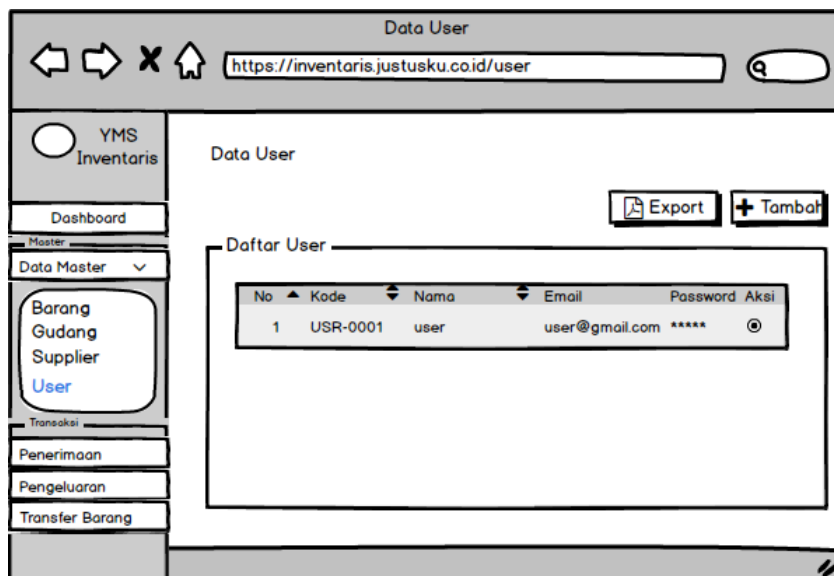 Data User
https://inventaris.justusku.co.id/user
YMS
Inventaris
Dashboard
Master
Data Master
Barang
Gudang
Supplier
User
Transaksi
Penerimaan
Pengeluaran
Transfer Barang
Data User
Export
Tambah
Daftar User
No Kode Nama Email Password Aksi
1 USR-0001 user user@gmail.com *****